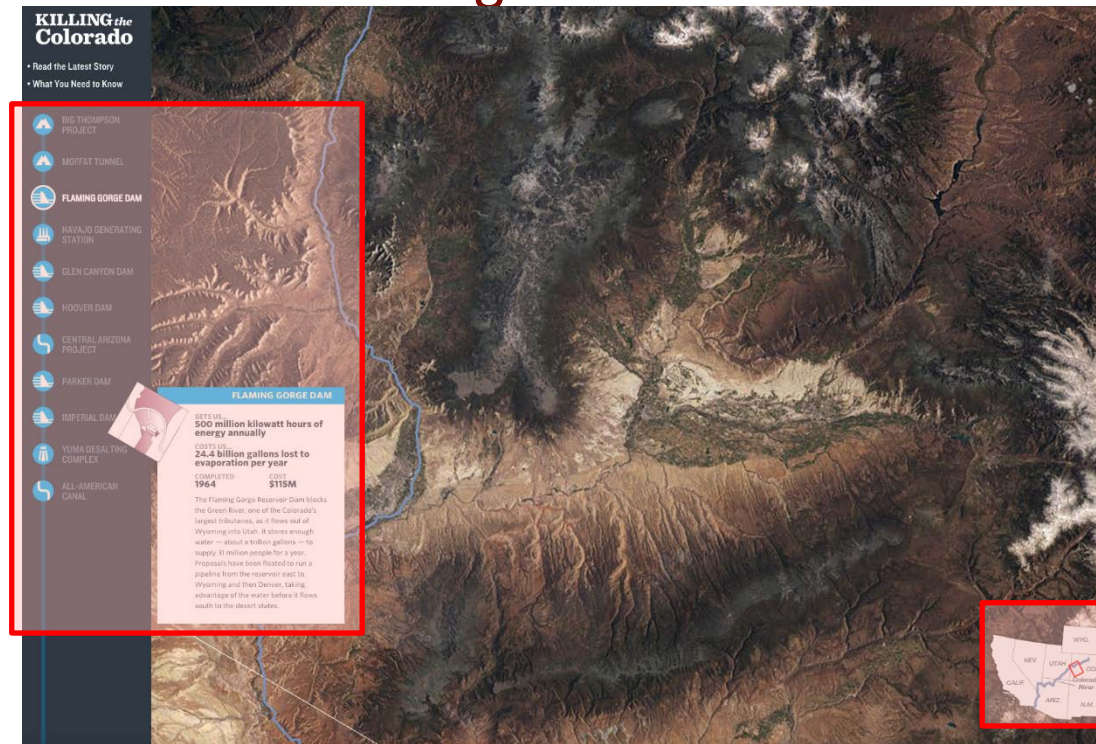 KILLING the
Colorado
• Read the Latest Story
• What You Need to Know
BIG THOMPSON
PROJECT
MOFFAT TUNNEL
FLAMING GORGE DAM
NAVAJO GENERATING
STATION
GLEN CANYON DAM
HOOVER DAM
CENTRAL ARIZONA
PROJECT
PARKER DAM
IMPERIAL DAM
YUMA DESALTING
COMPLEX
ALL-AMERICAN
CANAL
FLAMING GORGE DAM
GETS US...
500 million kilowatt hours of
energy annually
COSTS US...
24.4 billion gallons lost to
evaporation per year
COMPLETED COST
1964 $115M
The Flaming Gorge Reservoir Dam blocks
the Green River, one of the Colorado's
largest tributaries, as it flows out of
Wyoming into Utah. It stores enough
water — about a trillion gallons — to
supply 31 million people for a year.
Proposals have been floated to run a
pipeline from the reservoir east to
Wyoming and then Denver, taking
advantage of the water before it flows
south to the desert states.
WYO.
NEV. UTAH
CALIF.
Colorado
River
ARIZ. N.M.